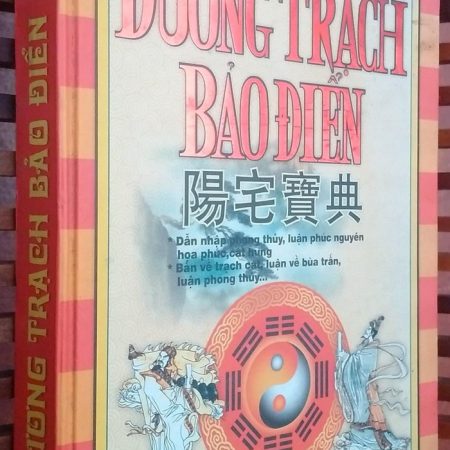 DƯƠNG TRẠCH
BẢO ĐIỂN
陽宅寶典
* Dẫn nhập phong thủy, luận phúc nguyên
họa phúc, cát hung
* Bàn về trạch cát, luận về bùa trấn,
luận phong thủy...
DƯƠNG TRẠCH BẢO ĐIỂN